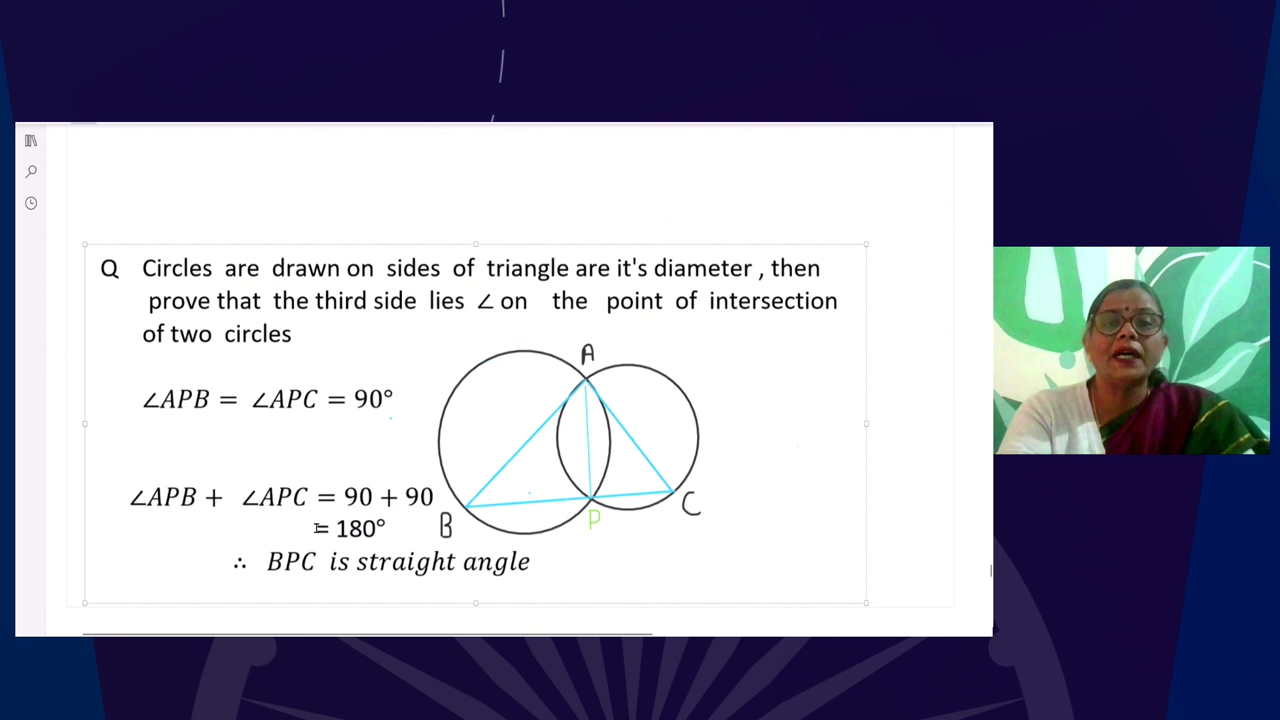 Q Circles are drawn on sides of triangle are it's diameter , then
prove that the third side lies ∠ on the point of intersection
of two circles
A
∠APB = ∠APC = 90°
∠APB + ∠APC = 90 + 90
= 180°
B
P
C
∴ BPC is straight angle